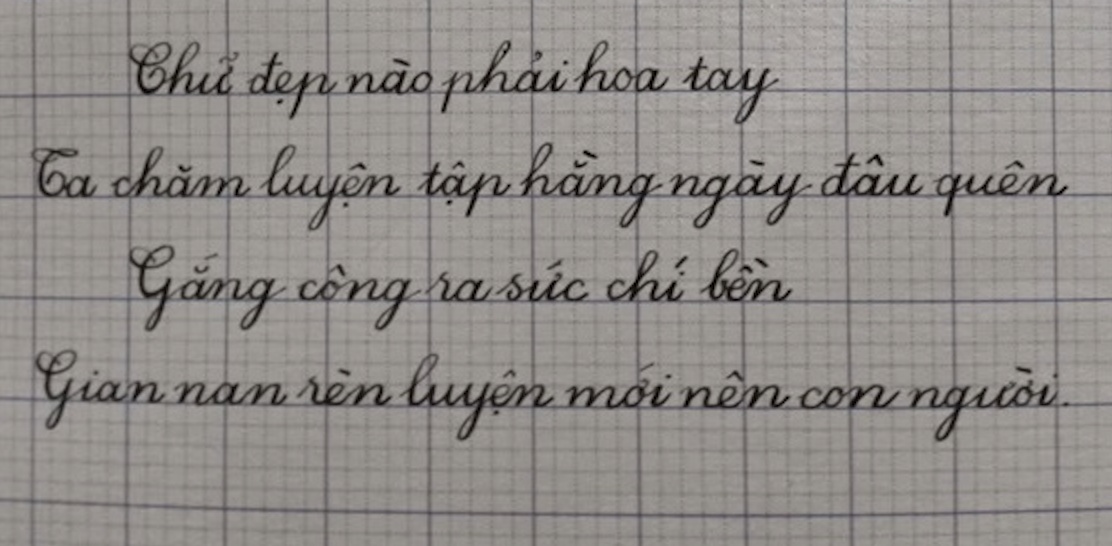 Chữ đẹp nào phải hoa tay
Ta chăm luyện tập hằng ngày đâu quên
Gắng công ra sức chí bền
Gian nan rèn luyện mới nên con người.